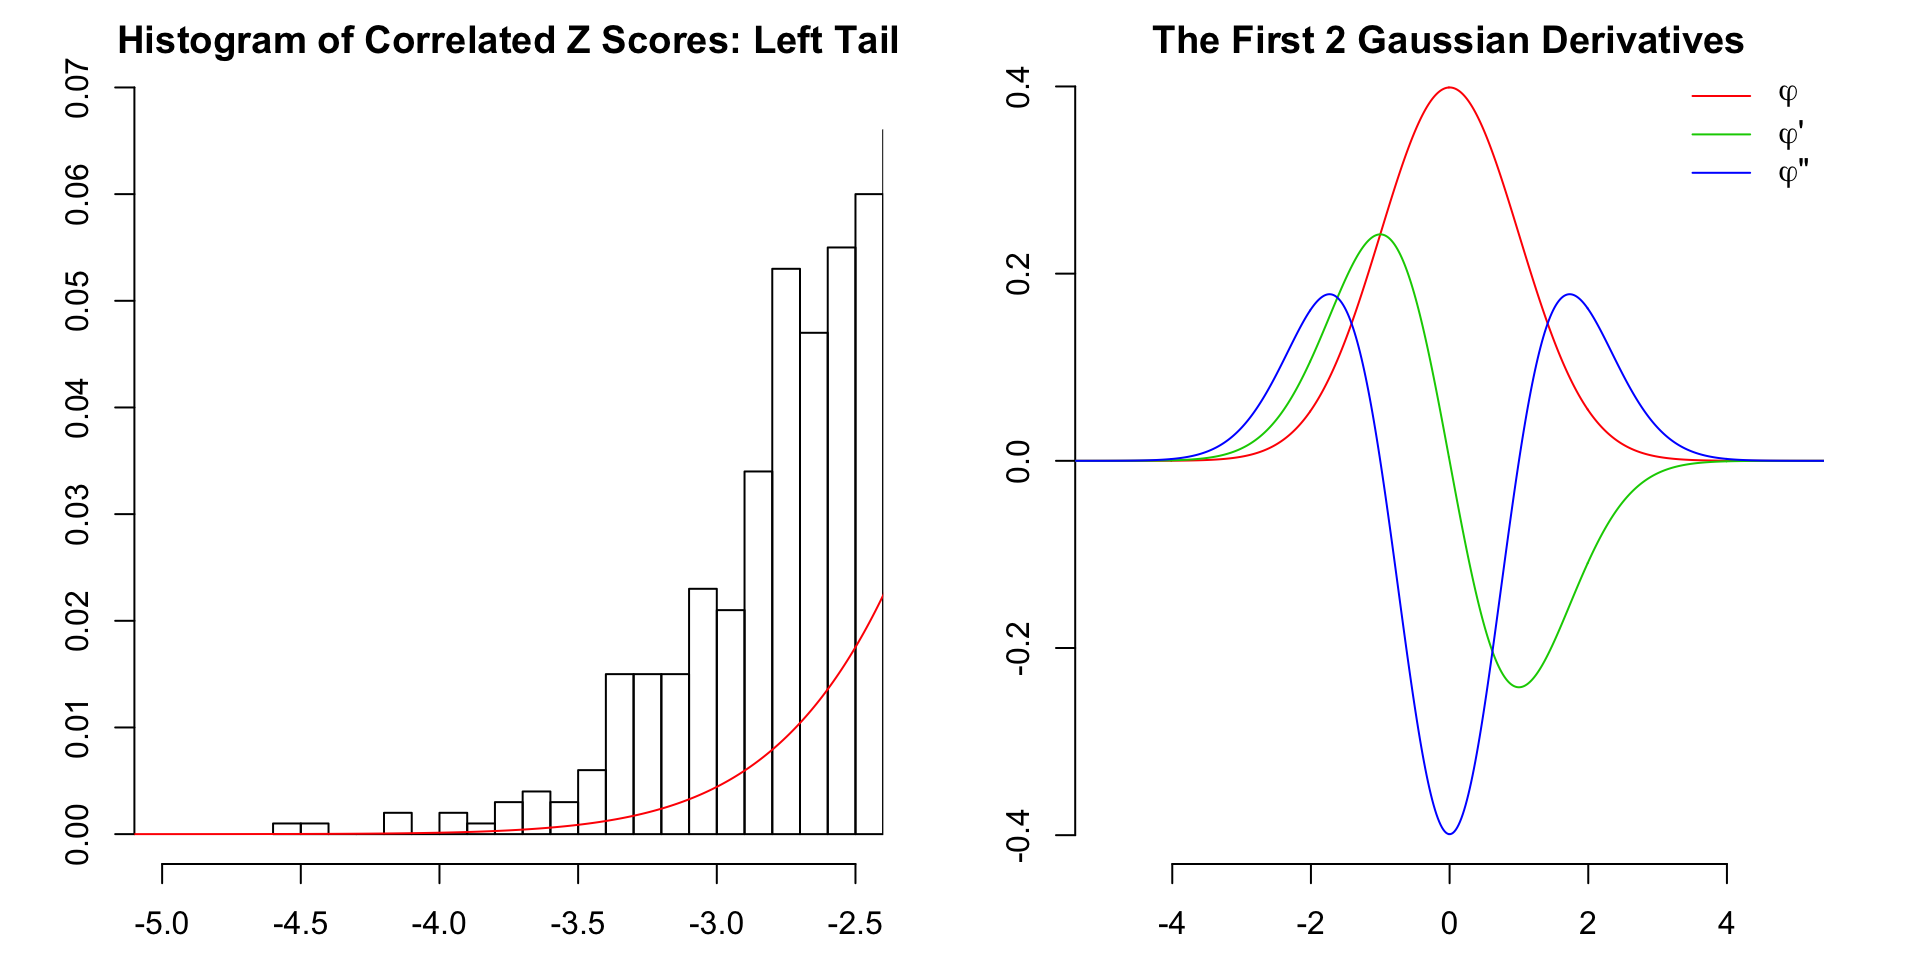 Histogram of Correlated Z Scores: Left Tail
0.07
0.06
0.05
0.04
0.03
0.02
0.01
0.00
-5.0 -4.5 -4.0 -3.5 -3.0 -2.5
The First 2 Gaussian Derivatives
φ
φ'
φ"
0.4
0.2
0.0
-0.2
-0.4
-4 -2 0 2 4